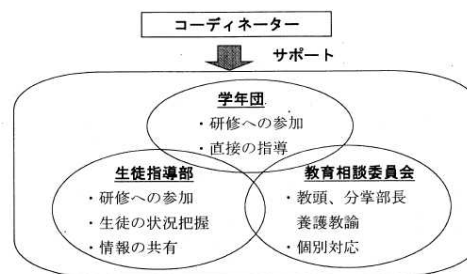 コーディネーター
サポート
学年団
・研修への参加
・直接の指導
生徒指導部
・研修への参加
・生徒の状況把握
・情報の共有
教育相談委員会
・教頭、分掌部長
養護教諭
・個別対応